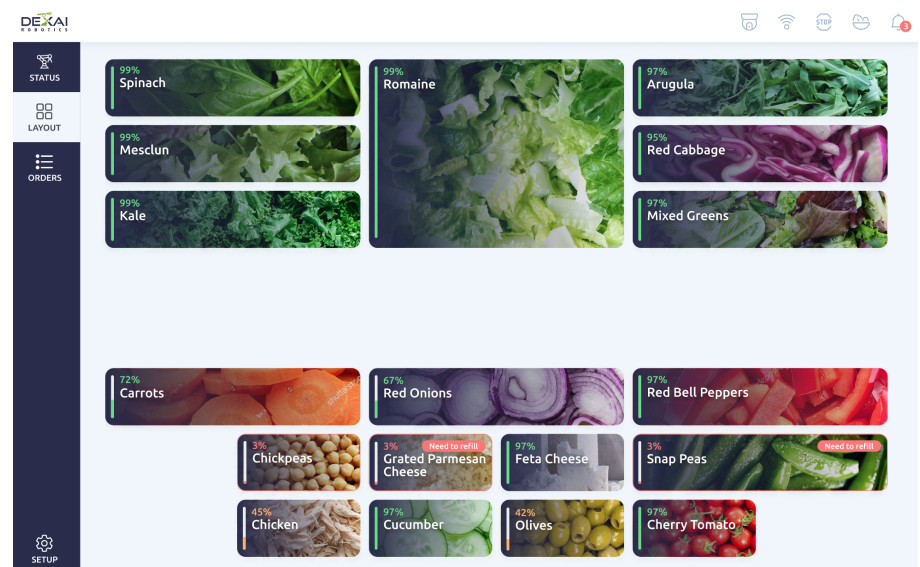 DEXAI
ROBOTICS
STOP
3
STATUS
LAYOUT
ORDERS
SETUP
99%
Spinach
99%
Romaine
97%
Arugula
99%
Mesclun
95%
Red Cabbage
99%
Kale
97%
Mixed Greens
72%
Carrots
67%
Red Onions
97%
Red Bell Peppers
3%
Chickpeas
3%
Need to refill
Grated Parmesan
Cheese
97%
Feta Cheese
3%
Need to refill
Snap Peas
45%
Chicken
97%
Cucumber
42%
Olives
97%
Cherry Tomato